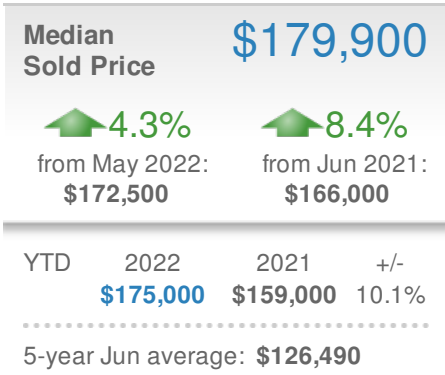 Median $179,900
Sold Price
4.3% 8.4%
from May 2022: from Jun 2021:
$172,500 $166,000
YTD 2022 2021 +/-
$175,000 $159,000 10.1%
5-year Jun average: $126,490